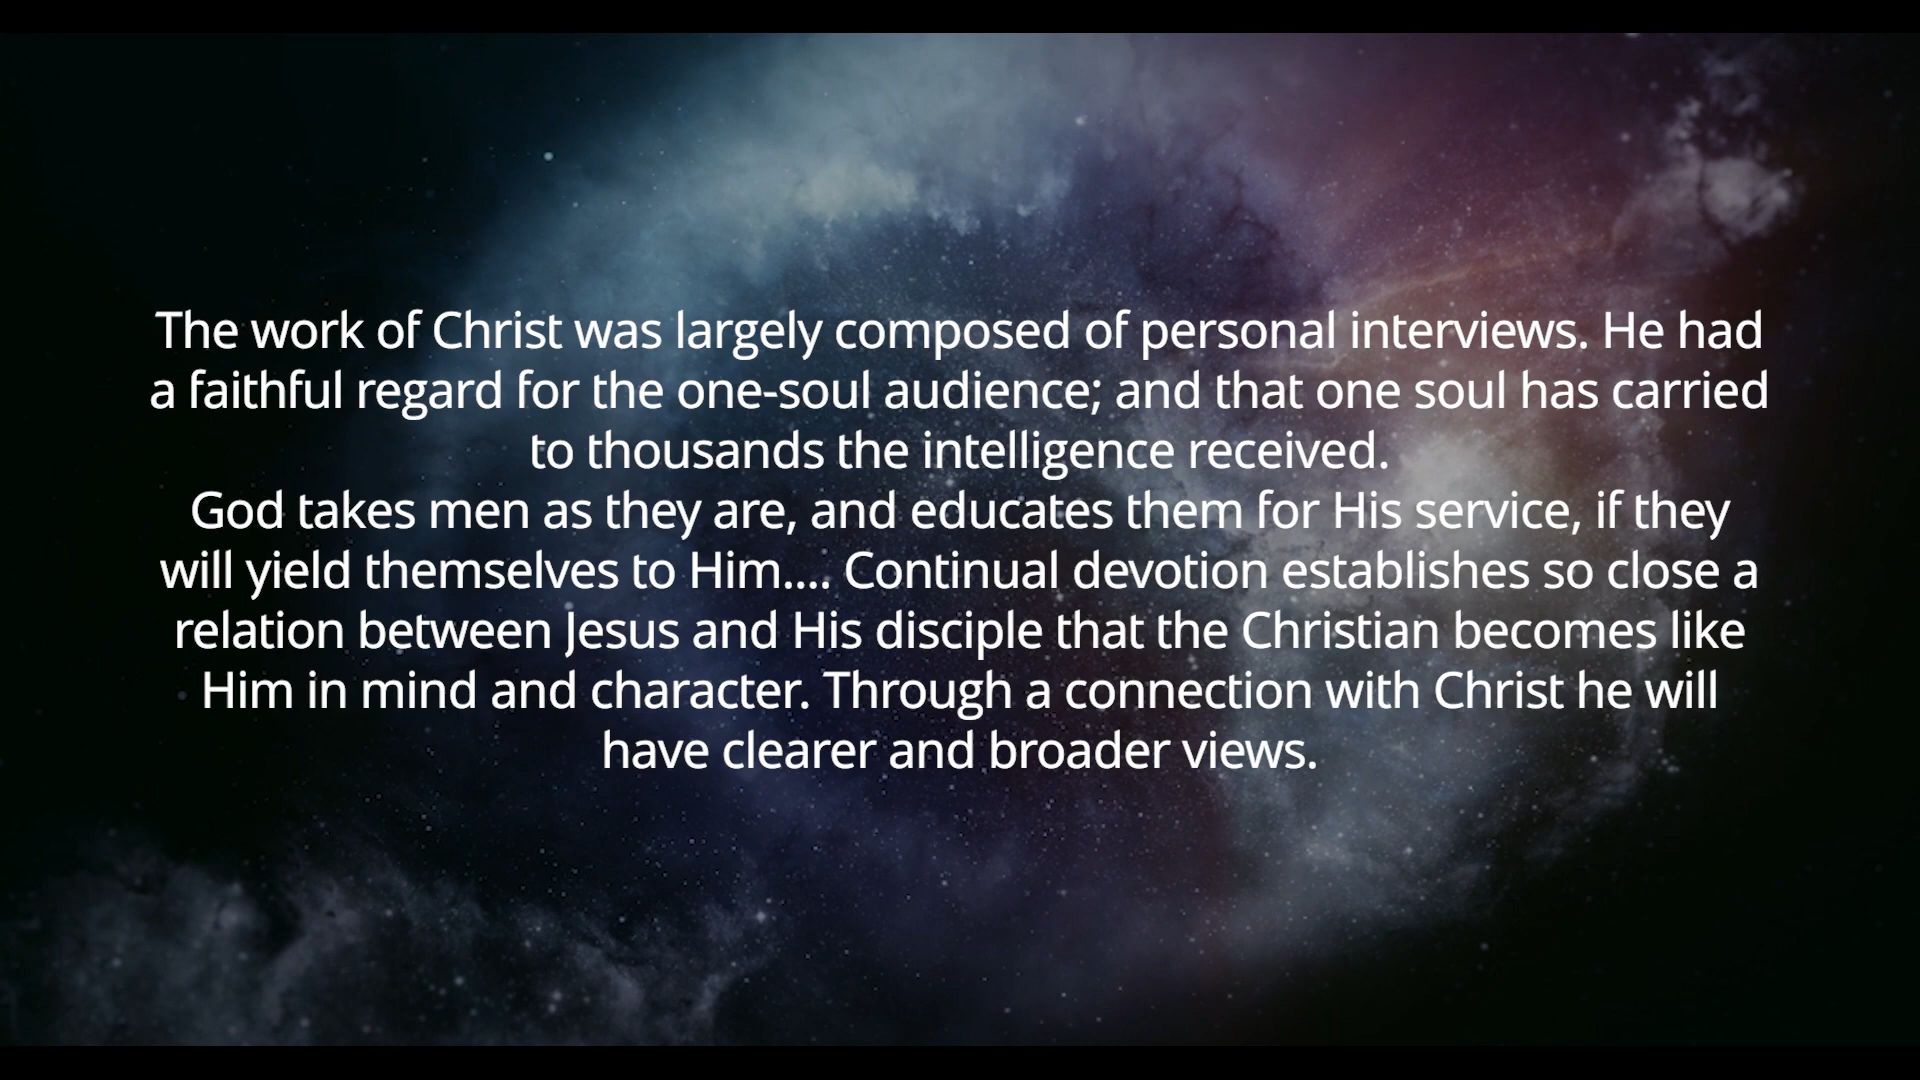 The work of Christ was largely composed of personal interviews. He had
a faithful regard for the one-soul audience; and that one soul has carried
to thousands the intelligence received.
God takes men as they are, and educates them for His service, if they
will yield themselves to Him.... Continual devotion establishes so close a
relation between Jesus and His disciple that the Christian becomes like
Him in mind and character. Through a connection with Christ he will
have clearer and broader views.